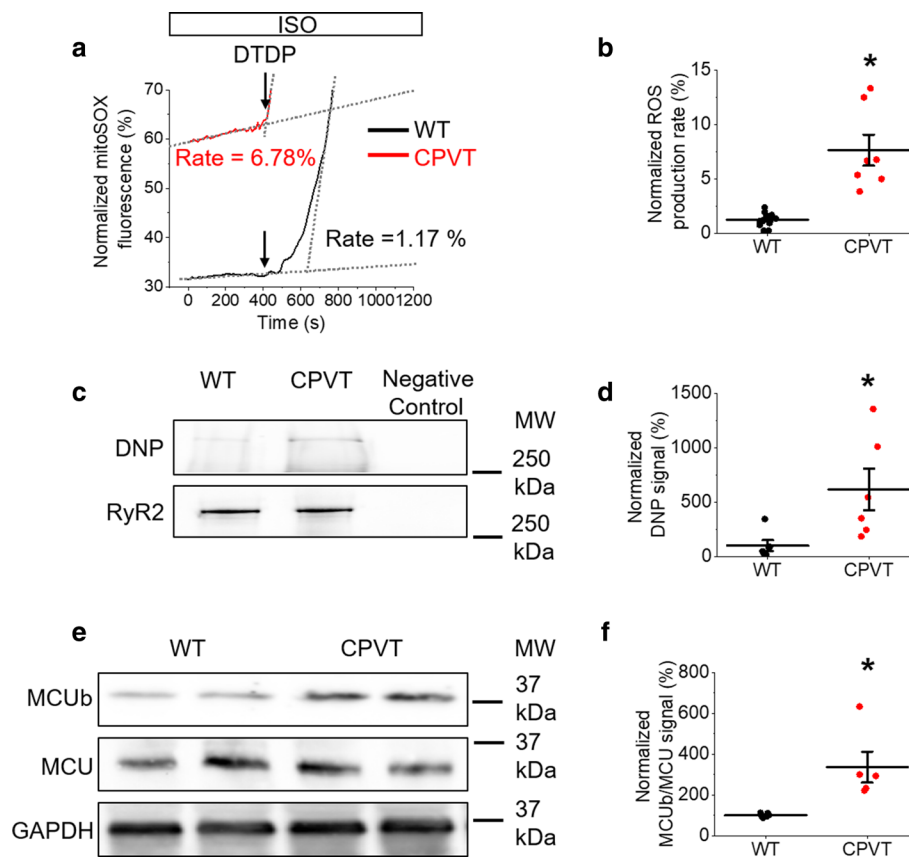 a
ISO
DTDP
Normalized mitoSOX
fluorescence (%)
70
60
50
40
30
Rate = 6.78%
WT
CPVT
Rate =1.17 %
0 200 400 600 800 1000 1200
Time (s)
b
*
Normalized ROS
production rate (%)
15
10
5
0
WT CPVT
c
WT CPVT Negative
Control
MW
DNP
250
kDa
RyR2
250
kDa
d
*
Normalized
DNP signal (%)
1500
1000
500
0
WT CPVT
e
WT CPVT MW
MCUb
37
kDa
MCU
37
kDa
GAPDH
37
kDa
f
*
Normalized
MCUb/MCU signal (%)
800
600
400
200
0
WT CPVT